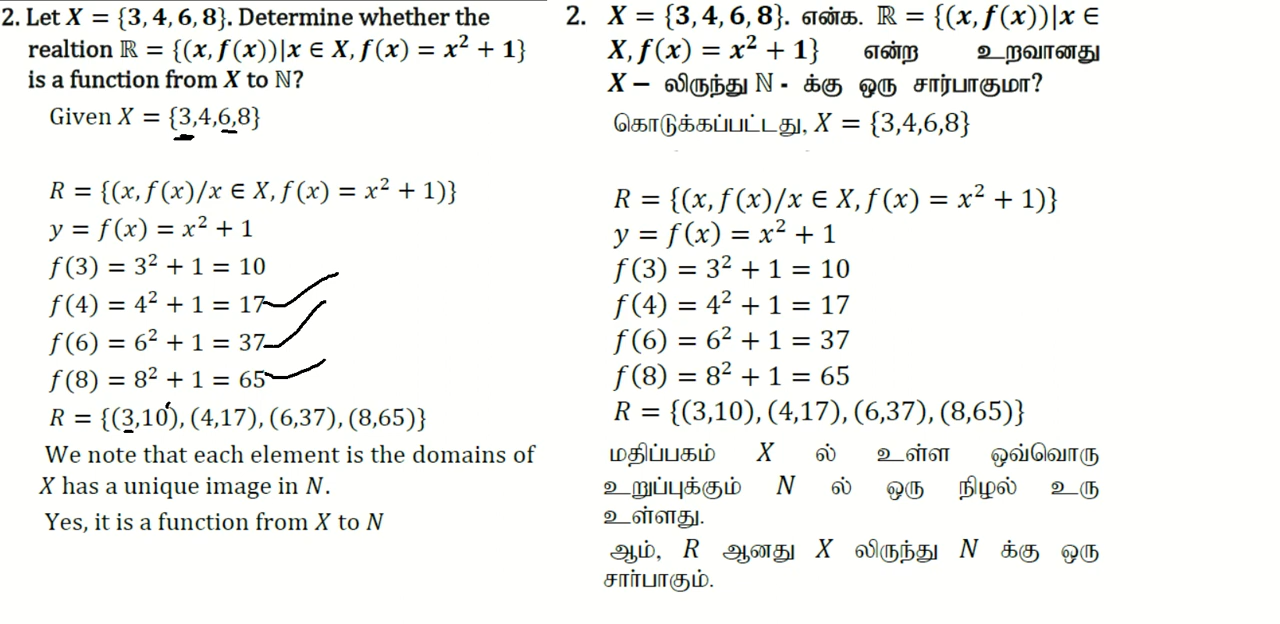 2. Let X = {3, 4, 6, 8}. Determine whether the
realtion ℝ = {(x, f(x))|x ∈ X, f(x) = x² + 1}
is a function from X to ℕ?
Given X = {3,4,6,8}
R = {(x, f(x)/x ∈ X, f(x) = x² + 1)}
y = f(x) = x² + 1
f(3) = 3² + 1 = 10
f(4) = 4² + 1 = 17
f(6) = 6² + 1 = 37
f(8) = 8² + 1 = 65
R = {(3,10), (4,17), (6,37), (8,65)}
We note that each element is the domains of
X has a unique image in N.
Yes, it is a function from X to N
2. X = {3, 4, 6, 8}. என்க. ℝ = {(x, f(x))|x ∈
X, f(x) = x² + 1} என்ற உறவானது
X – லிருந்து ℕ - க்கு ஒரு சார்பாகுமா?
கொடுக்கப்பட்டது, X = {3,4,6,8}
R = {(x, f(x)/x ∈ X, f(x) = x² + 1)}
y = f(x) = x² + 1
f(3) = 3² + 1 = 10
f(4) = 4² + 1 = 17
f(6) = 6² + 1 = 37
f(8) = 8² + 1 = 65
R = {(3,10), (4,17), (6,37), (8,65)}
மதிப்பகம் X ல் உள்ள ஒவ்வொரு
உறுப்புக்கும் N ல் ஒரு நிழல் உரு
உள்ளது.
ஆம், R ஆனது X லிருந்து N க்கு ஒரு
சார்பாகும்.